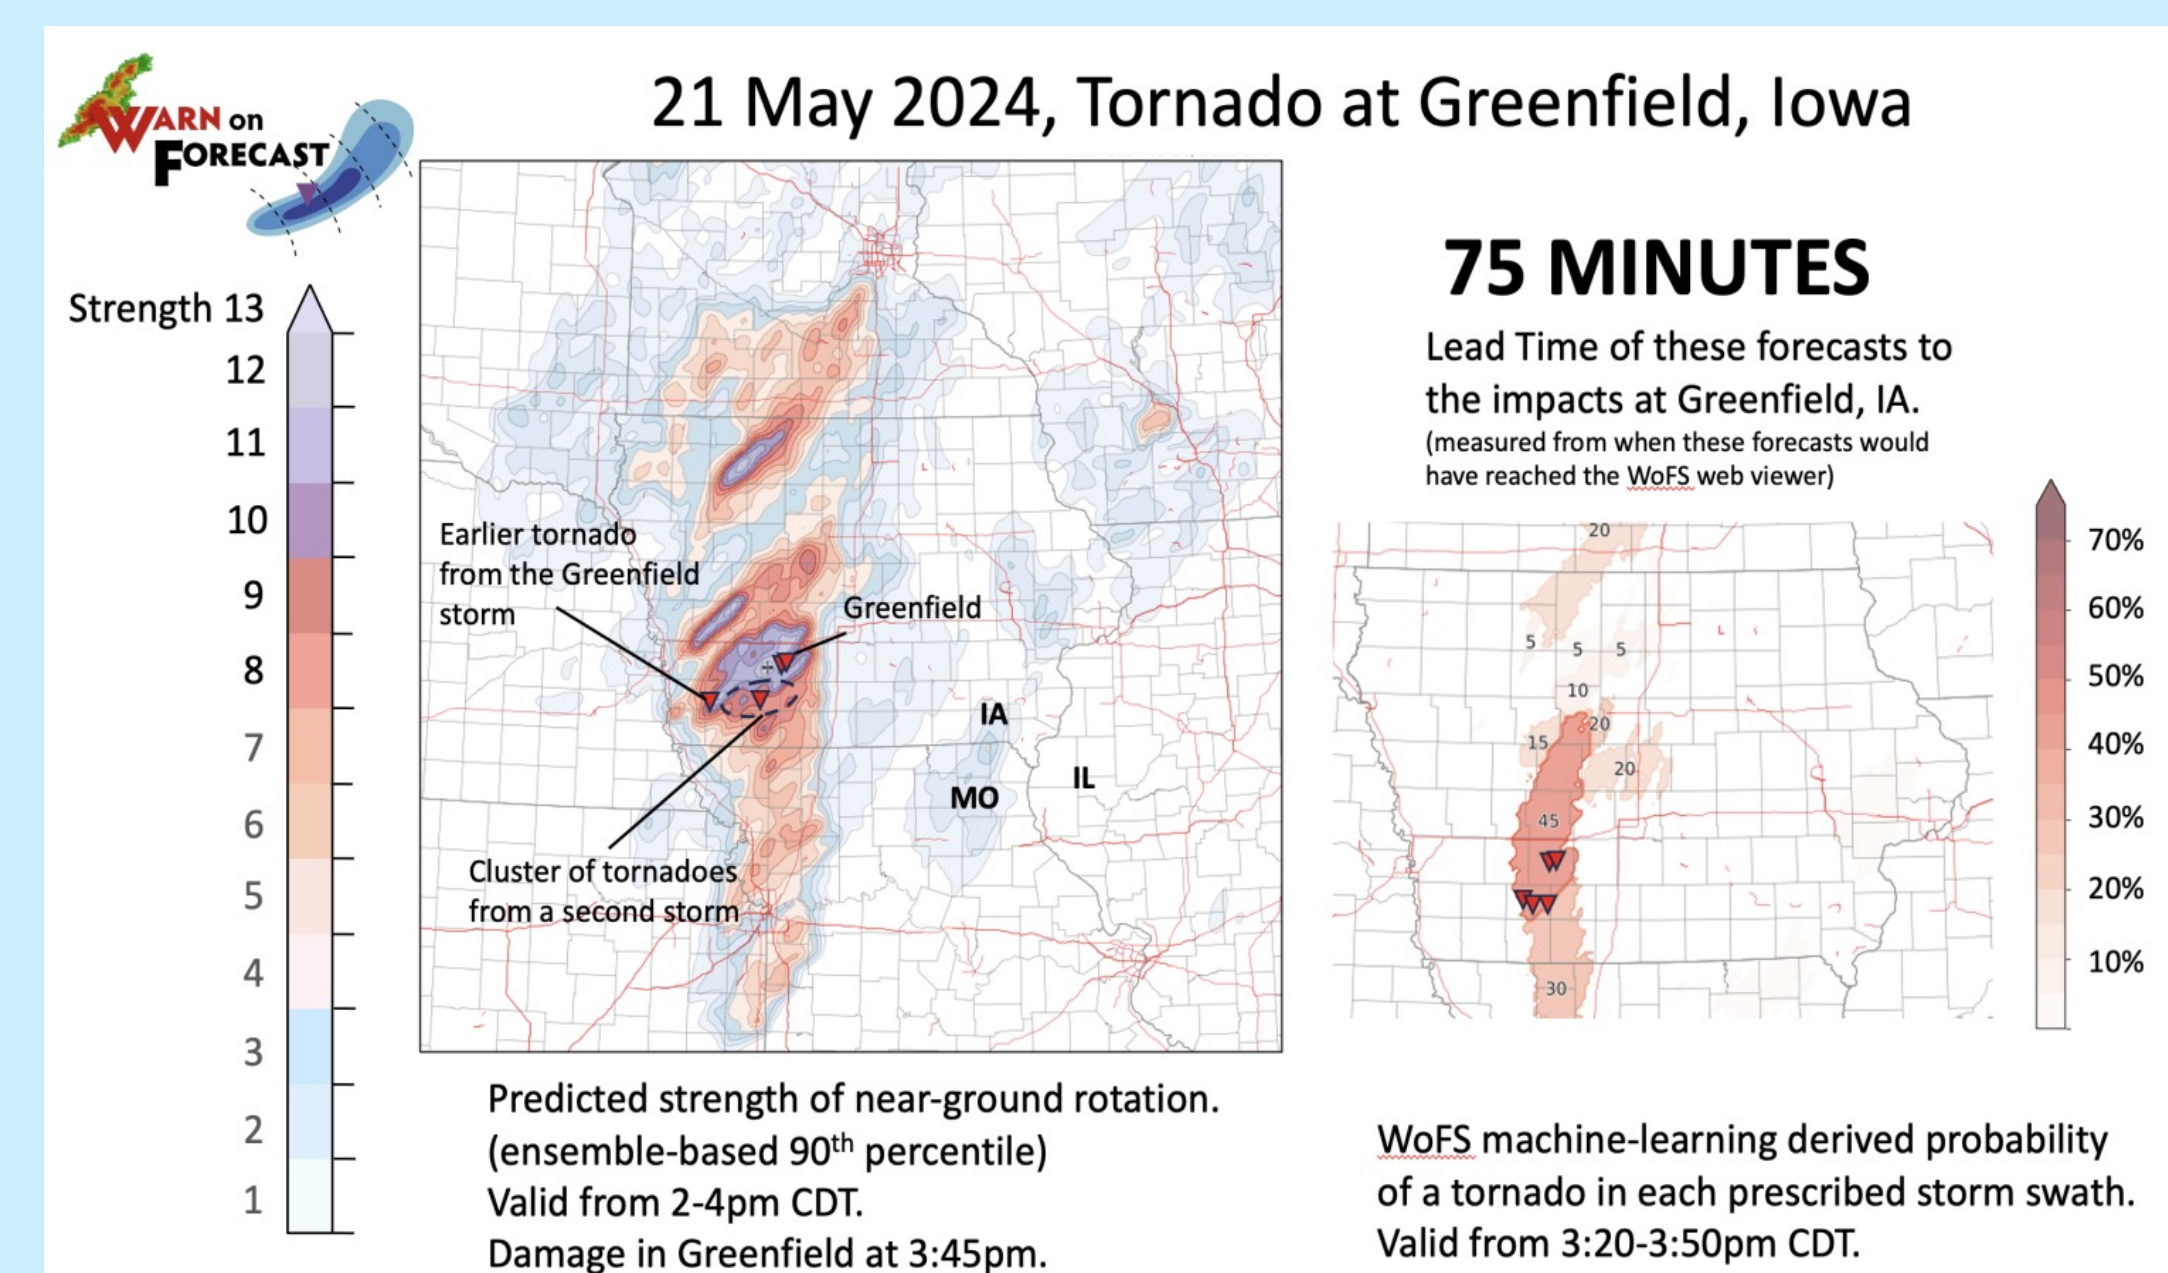 WARN on
FORECAST
21 May 2024, Tornado at Greenfield, Iowa
Strength 13
12
11
10
9
8
7
6
5
4
3
2
1
Earlier tornado
from the Greenfield
storm
Greenfield
IA
IL
MO
Cluster of tornadoes
from a second storm
Predicted strength of near-ground rotation.
(ensemble-based 90th percentile)
Valid from 2-4pm CDT.
Damage in Greenfield at 3:45pm.
75 MINUTES
Lead Time of these forecasts to
the impacts at Greenfield, IA.
(measured from when these forecasts would
have reached the WoFS web viewer)
20
5
5
5
10
20
15
20
45
30
70%
60%
50%
40%
30%
20%
10%
WoFS machine-learning derived probability
of a tornado in each prescribed storm swath.
Valid from 3:20-3:50pm CDT.